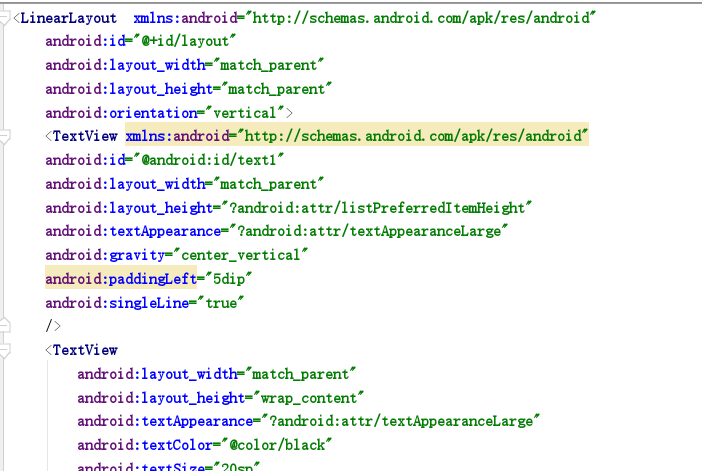 <LinearLayout  xmlns:android="http://schemas.android.com/apk/res/android"
    android:id="@+id/layout"
    android:layout_width="match_parent"
    android:layout_height="match_parent"
    android:orientation="vertical">
    <TextView xmlns:android="http://schemas.android.com/apk/res/android"
    android:id="@android:id/text1"
    android:layout_width="match_parent"
    android:layout_height="?android:attr/listPreferredItemHeight"
    android:textAppearance="?android:attr/textAppearanceLarge"
    android:gravity="center_vertical"
    android:paddingLeft="5dip"
    android:singleLine="true"
    />
    <TextView
        android:layout_width="match_parent"
        android:layout_height="wrap_content"
        android:textAppearance="?android:attr/textAppearanceLarge"
        android:textColor="@color/black"
        android:textSize="20sp"